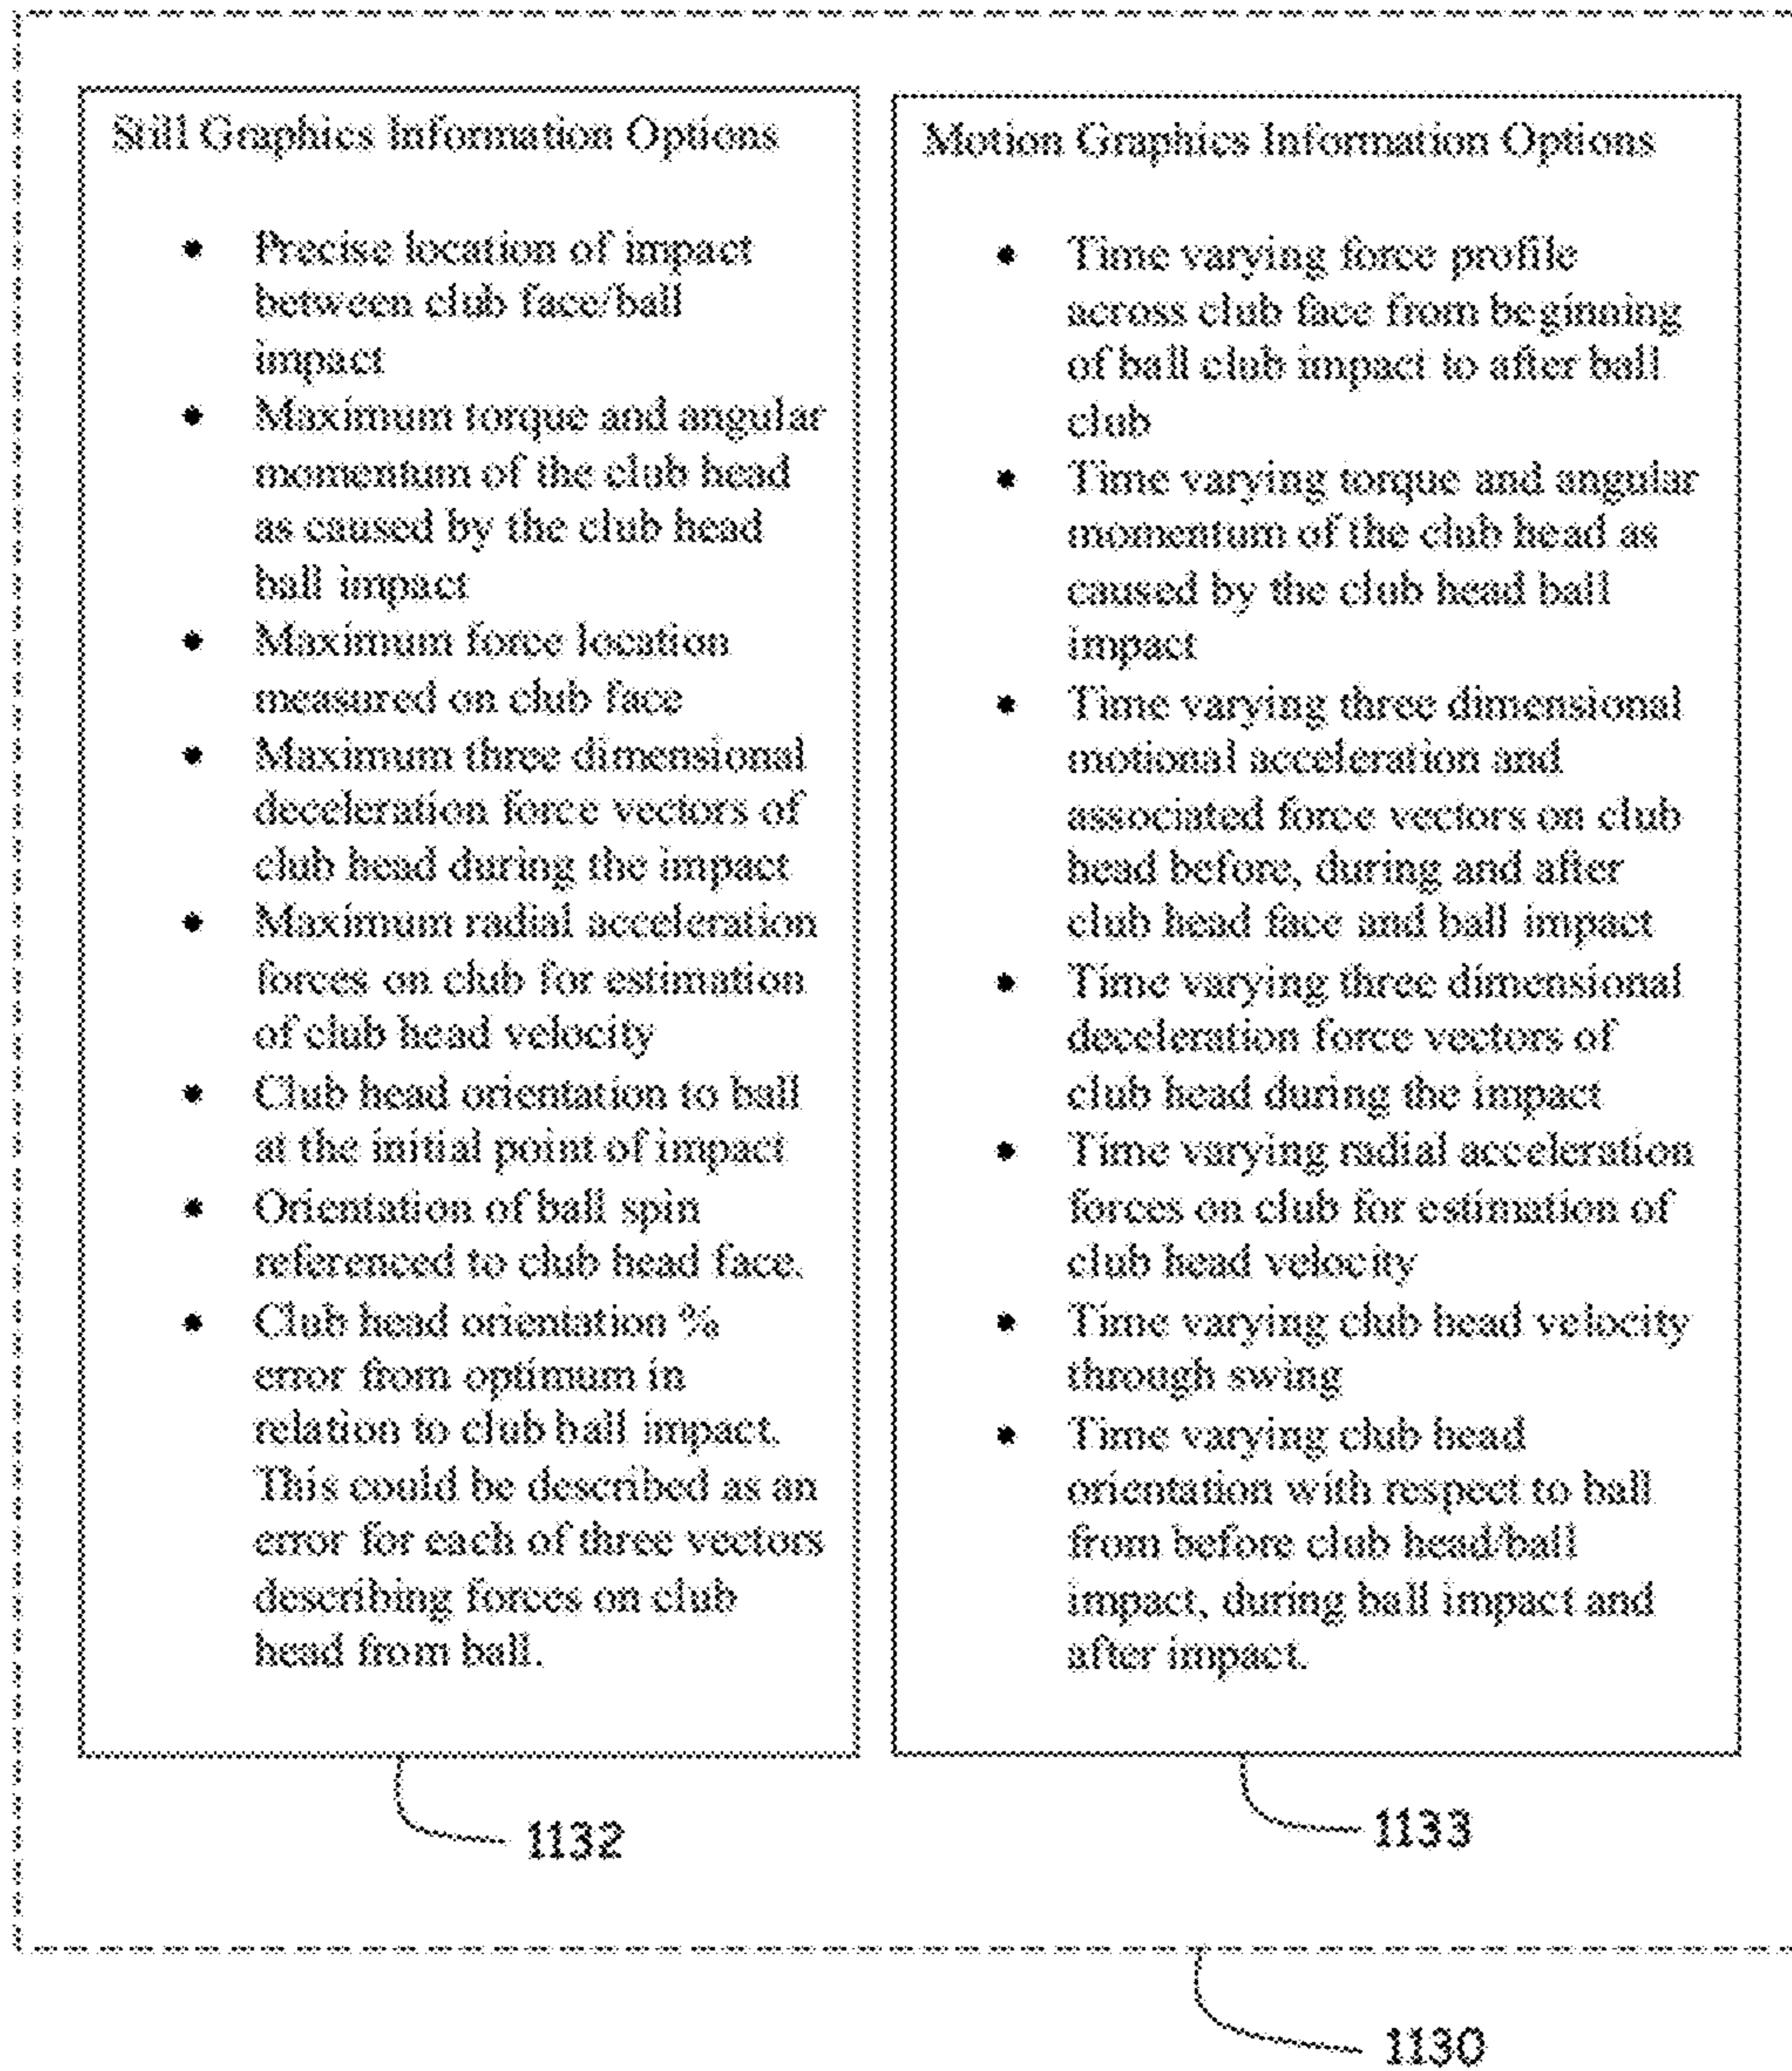 Still Graphics Information Options
• Precise location of impact
between club face/ball
impact
• Maximum torque and angular
momentum of the club head
as caused by the club head
ball impact
• Maximum force location
measured on club face
• Maximum three dimensional
deceleration force vectors of
club head during the impact
• Maximum radial acceleration
forces on club for estimation
of club head velocity
• Club head orientation to ball
at the initial point of impact
• Orientation of ball spin
referenced to club head face.
• Club head orientation %
error from optimum in
relation to club ball impact.
This could be described as an
error for each of three vectors
describing forces on club
head from ball.
1132
Motion Graphics Information Options
• Time varying force profile
across club face from beginning
of ball club impact to after ball
club
• Time varying torque and angular
momentum of the club head as
caused by the club head ball
impact
• Time varying three dimensional
motional acceleration and
associated force vectors on club
head before, during and after
club head face and ball impact
• Time varying three dimensional
deceleration force vectors of
club head during the impact
• Time varying radial acceleration
forces on club for estimation of
club head velocity
• Time varying club head velocity
through swing
• Time varying club head
orientation with respect to ball
from before club head/ball
impact, during ball impact and
after impact.
1133
1130